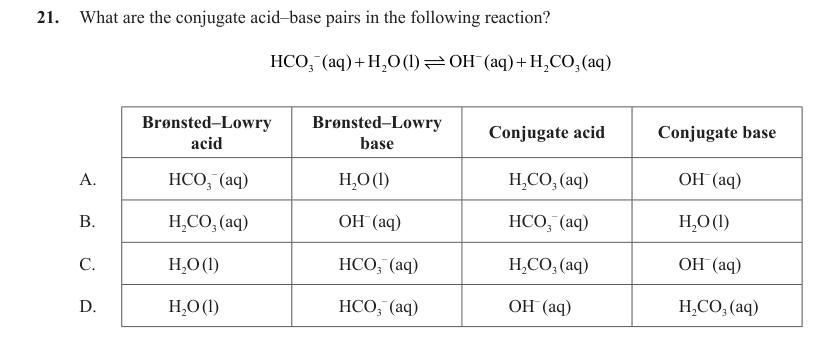 21. What are the conjugate acid–base pairs in the following reaction?
HCO₃⁻(aq) + H₂O(l) ⇌ OH⁻(aq) + H₂CO₃(aq)
Brønsted–Lowry acid Brønsted–Lowry base Conjugate acid Conjugate base
A. HCO₃⁻(aq) H₂O(l) H₂CO₃(aq) OH⁻(aq)
B. H₂CO₃(aq) OH⁻(aq) HCO₃⁻(aq) H₂O(l)
C. H₂O(l) HCO₃⁻(aq) H₂CO₃(aq) OH⁻(aq)
D. H₂O(l) HCO₃⁻(aq) OH⁻(aq) H₂CO₃(aq)